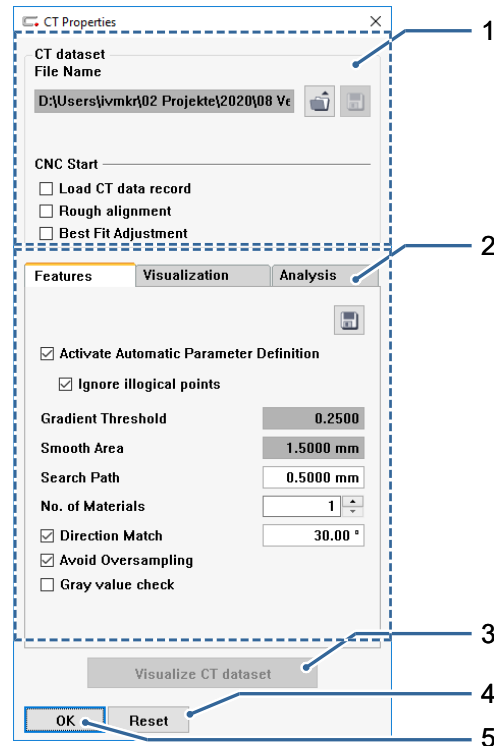 CT Properties
1
CT dataset
File Name
D:\Users\ivmkr\02 Projekte\2020\08 Ve
CNC Start
Load CT data record
Rough alignment
Best Fit Adjustment
2
Features Visualization Analysis
Activate Automatic Parameter Definition
Ignore illogical points
Gradient Threshold 0.2500
Smooth Area 1.5000 mm
Search Path 0.5000 mm
No. of Materials 1
Direction Match 30.00 °
Avoid Oversampling
Gray value check
3
Visualize CT dataset
4
OK Reset
5